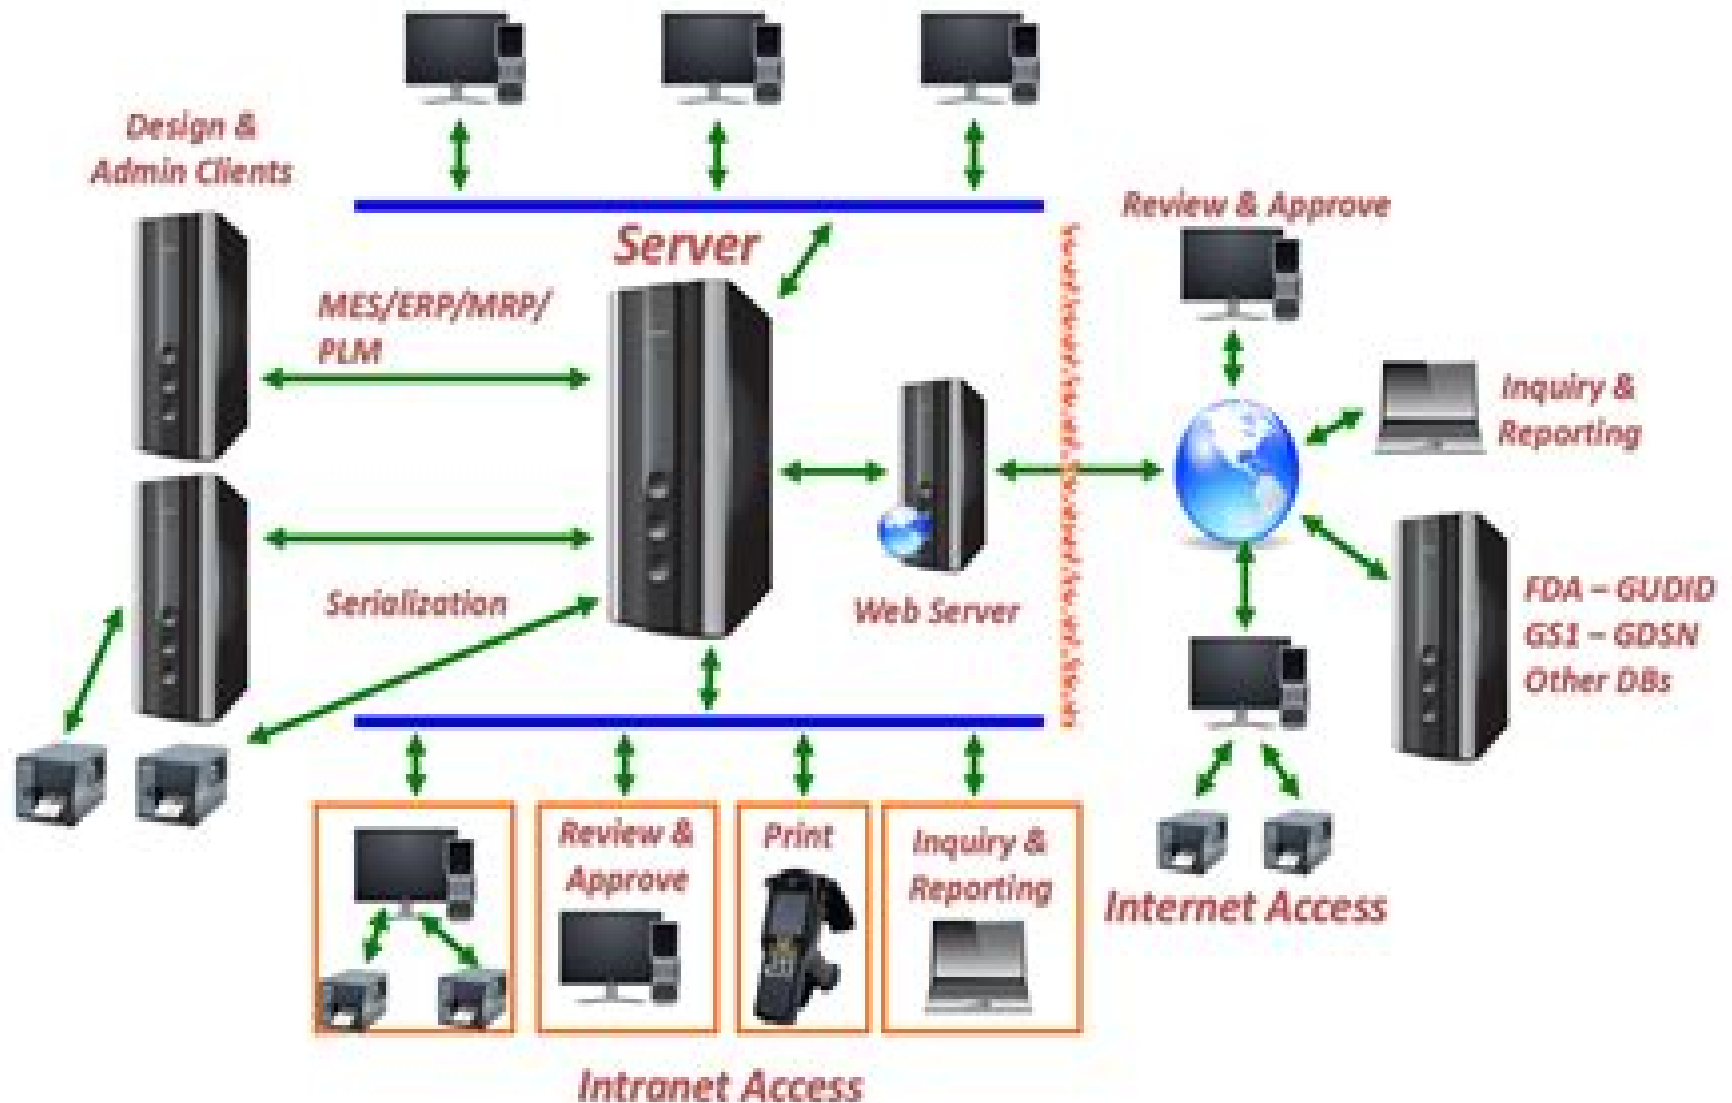 Design &
Admin Clients
Server
MES/ERP/MRP/
PLM
Serialization
Web Server
Review & Approve
Inquiry &
Reporting
FDA – GUDID
GS1 – GDSN
Other DBs
Internet Access
Review &
Approve
Print
Inquiry &
Reporting
Intranet Access